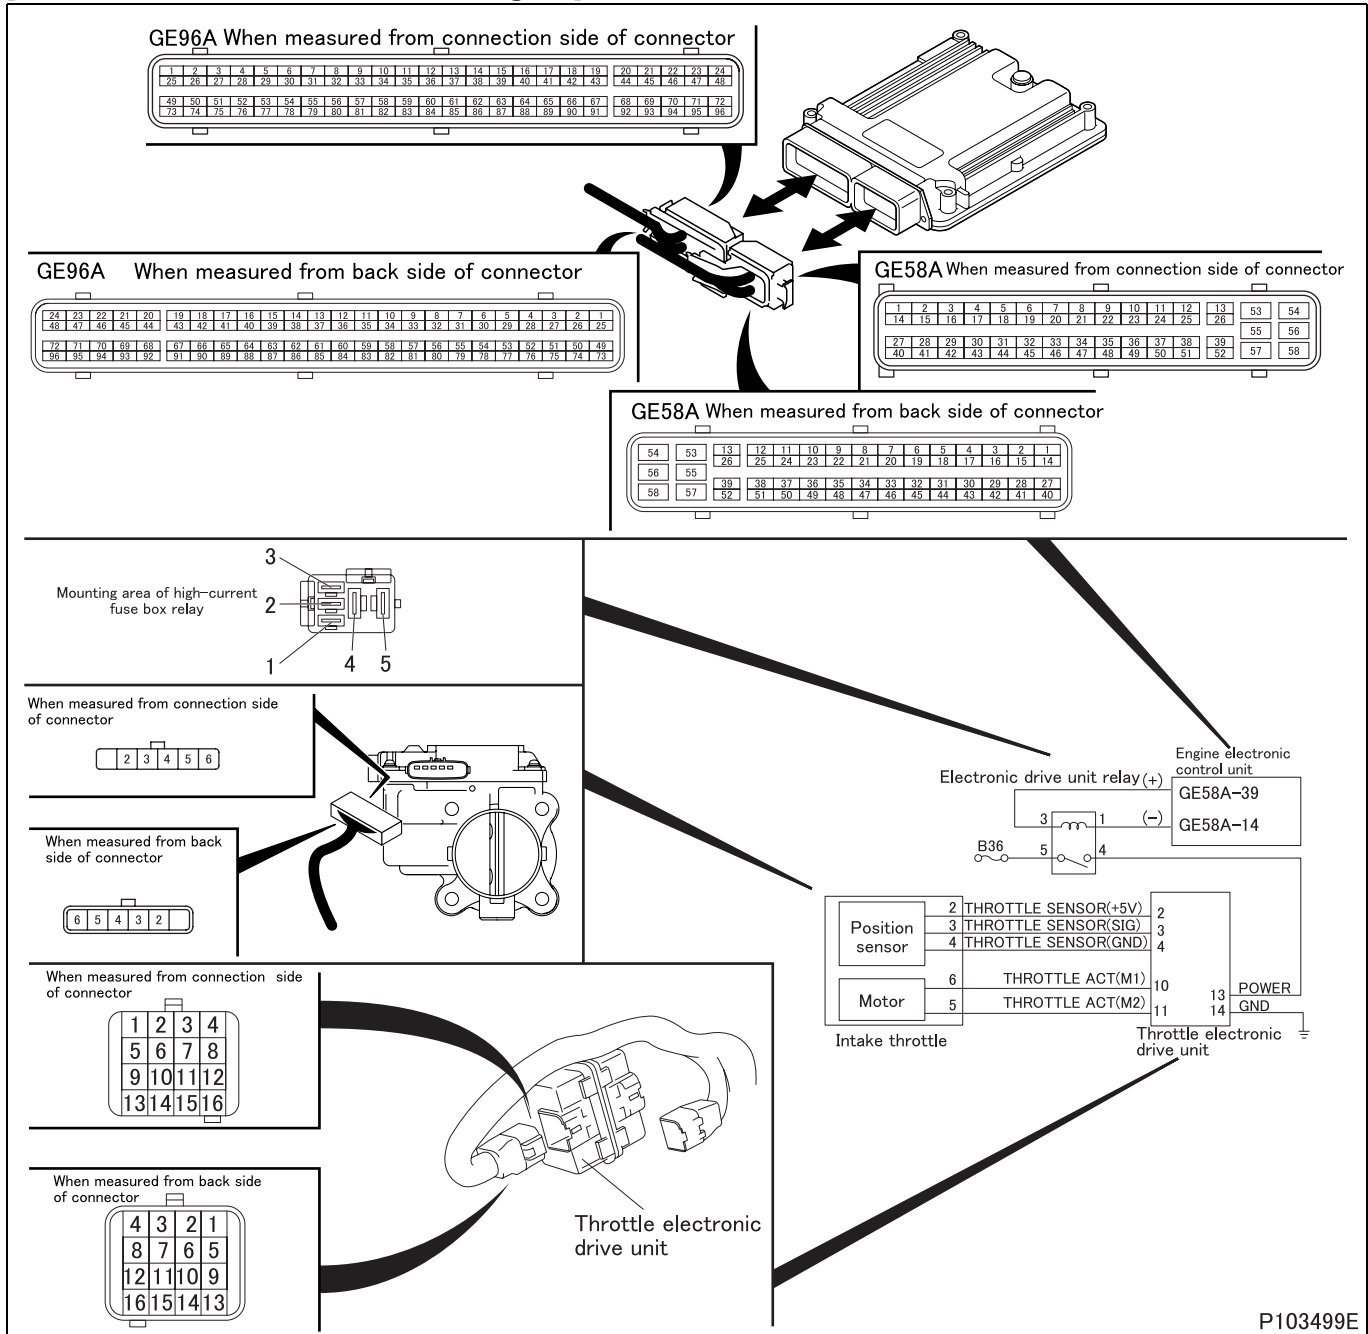 GE96A When measured from connection side of connector
1 2 3 4 5 6 7 8 9 10 11 12 13 14 15 16 17 18 19 20 21 22 23 24
25 26 27 28 29 30 31 32 33 34 35 36 37 38 39 40 41 42 43 44 45 46 47 48
49 50 51 52 53 54 55 56 57 58 59 60 61 62 63 64 65 66 67 68 69 70 71 72
73 74 75 76 77 78 79 80 81 82 83 84 85 86 87 88 89 90 91 92 93 94 95 96
GE96A When measured from back side of connector
24 23 22 21 20 19 18 17 16 15 14 13 12 11 10 9 8 7 6 5 4 3 2 1
48 47 46 45 44 43 42 41 40 39 38 37 36 35 34 33 32 31 30 29 28 27 26 25
72 71 70 69 68 67 66 65 64 63 62 61 60 59 58 57 56 55 54 53 52 51 50 49
96 95 94 93 92 91 90 89 88 87 86 85 84 83 82 81 80 79 78 77 76 75 74 73
GE58A When measured from connection side of connector
1 2 3 4 5 6 7 8 9 10 11 12 13 53 54
14 15 16 17 18 19 20 21 22 23 24 25 26
55 56
27 28 29 30 31 32 33 34 35 36 37 38 39
40 41 42 43 44 45 46 47 48 49 50 51 52 57 58
GE58A When measured from back side of connector
54 53 13 12 11 10 9 8 7 6 5 4 3 2 1
26 25 24 23 22 21 20 19 18 17 16 15 14
56 55
39 38 37 36 35 34 33 32 31 30 29 28 27
58 57 52 51 50 49 48 47 46 45 44 43 42 41 40
3
Mounting area of high-current
fuse box relay
2
1 4 5
When measured from connection side
of connector
2 3 4 5 6
When measured from back
side of connector
6 5 4 3 2
Engine electronic
control unit
Electronic drive unit relay (+)
GE58A-39
3 1 (-) GE58A-14
B36 5 4
Position
sensor
2 THROTTLE SENSOR(+5V) 2
3 THROTTLE SENSOR(SIG) 3
4 THROTTLE SENSOR(GND) 4
Motor
6 THROTTLE ACT(M1) 10
5 THROTTLE ACT(M2) 11
13 POWER
14 GND
Intake throttle
Throttle electronic
drive unit
When measured from connection side
of connector
1 2 3 4
5 6 7 8
9 10 11 12
13 14 15 16
When measured from back side
of connector
4 3 2 1
8 7 6 5
12 11 10 9
16 15 14 13
Throttle electronic
drive unit
P103499E